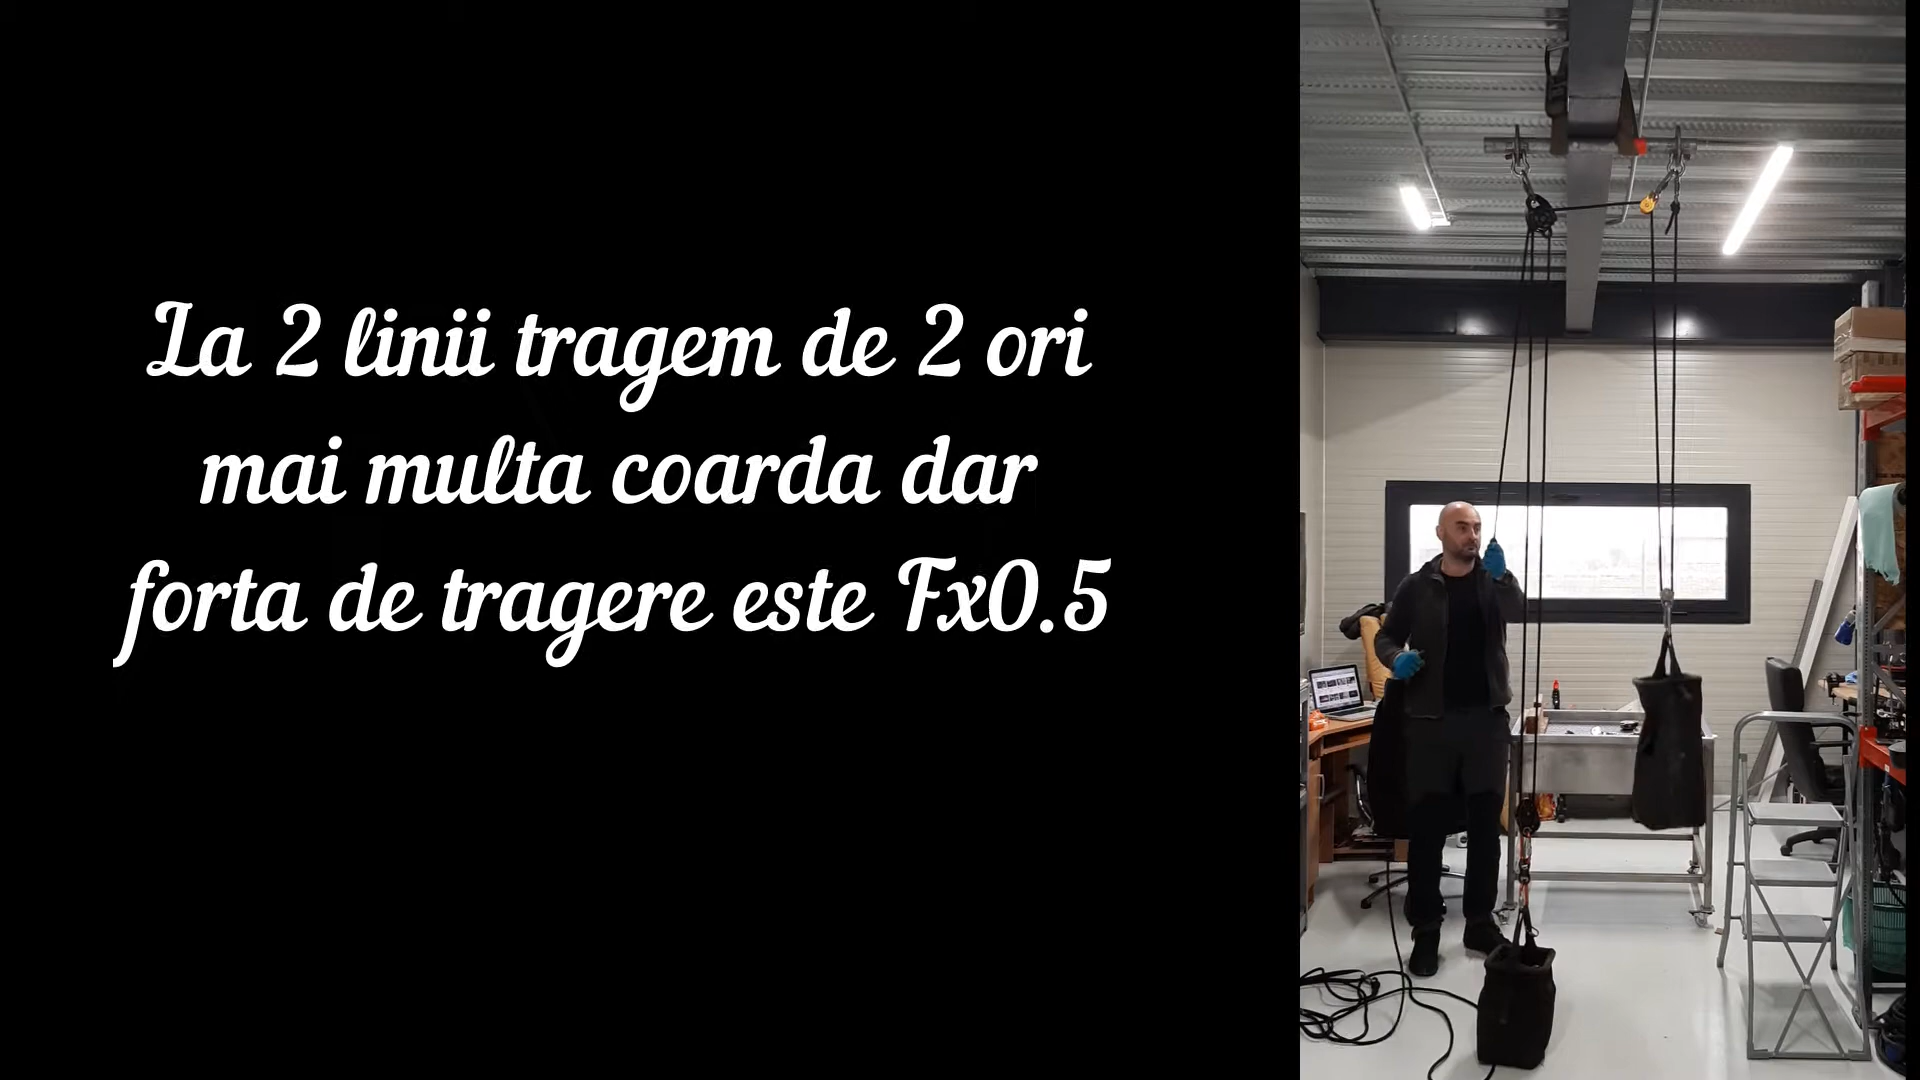 La 2 linii tragem de 2 ori
mai multa coarda dar
forta de tragere este Fx0.5